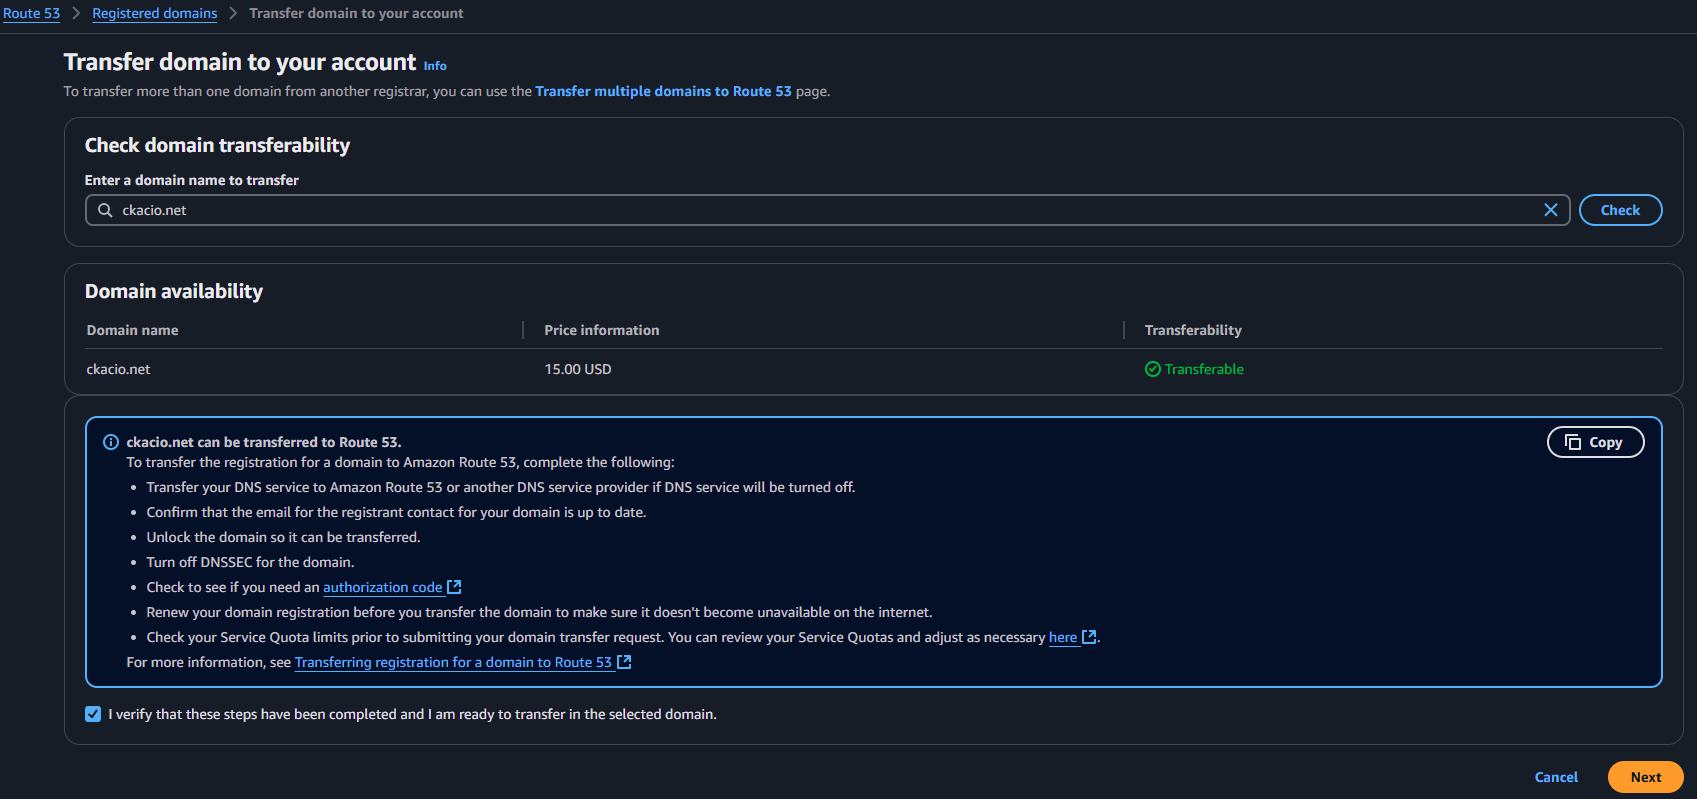 Route 53 > Registered domains > Transfer domain to your account
Transfer domain to your account Info
To transfer more than one domain from another registrar, you can use the Transfer multiple domains to Route 53 page.
Check domain transferability
Enter a domain name to transfer
ckacio.net
Check
Domain availability
Domain name Price information Transferability
ckacio.net 15.00 USD Transferable
ckacio.net can be transferred to Route 53.
Copy
To transfer the registration for a domain to Amazon Route 53, complete the following:
• Transfer your DNS service to Amazon Route 53 or another DNS service provider if DNS service will be turned off.
• Confirm that the email for the registrant contact for your domain is up to date.
• Unlock the domain so it can be transferred.
• Turn off DNSSEC for the domain.
• Check to see if you need an authorization code
• Renew your domain registration before you transfer the domain to make sure it doesn't become unavailable on the internet.
• Check your Service Quota limits prior to submitting your domain transfer request. You can review your Service Quotas and adjust as necessary here.
For more information, see Transferring registration for a domain to Route 53
I verify that these steps have been completed and I am ready to transfer in the selected domain.
Cancel Next